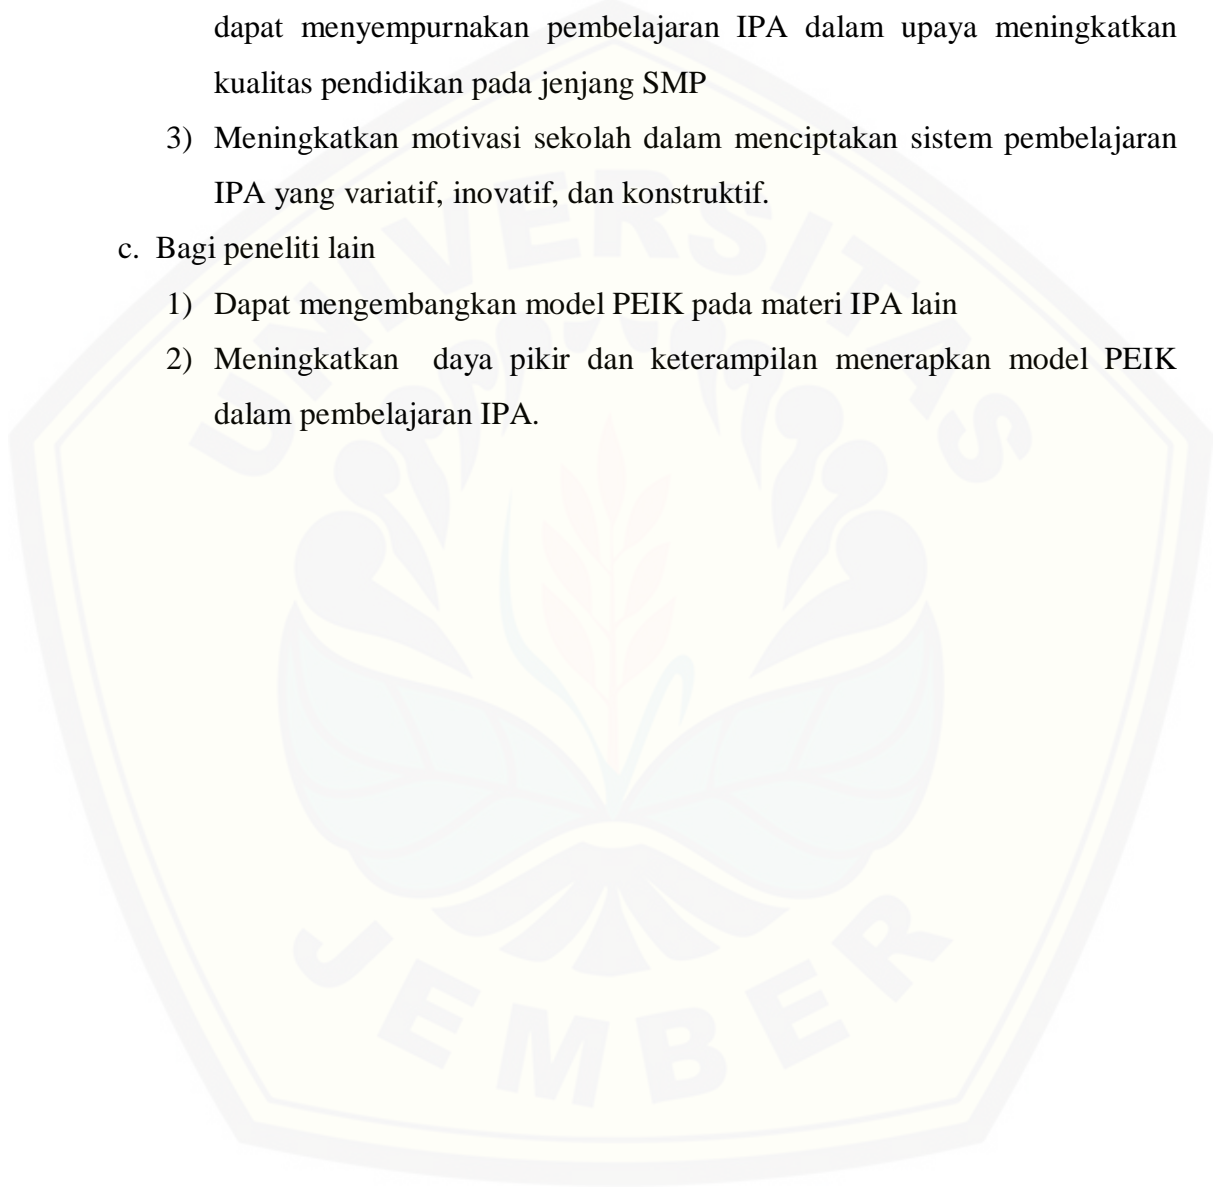 dapat menyempurnakan pembelajaran IPA dalam upaya meningkatkan
kualitas pendidikan pada jenjang SMP
3) Meningkatkan motivasi sekolah dalam menciptakan sistem pembelajaran
IPA yang variatif, inovatif, dan konstruktif.
c. Bagi peneliti lain
1) Dapat mengembangkan model PEIK pada materi IPA lain
2) Meningkatkan daya pikir dan keterampilan menerapkan model PEIK
dalam pembelajaran IPA.
UNIVERSITAS
JEMBER